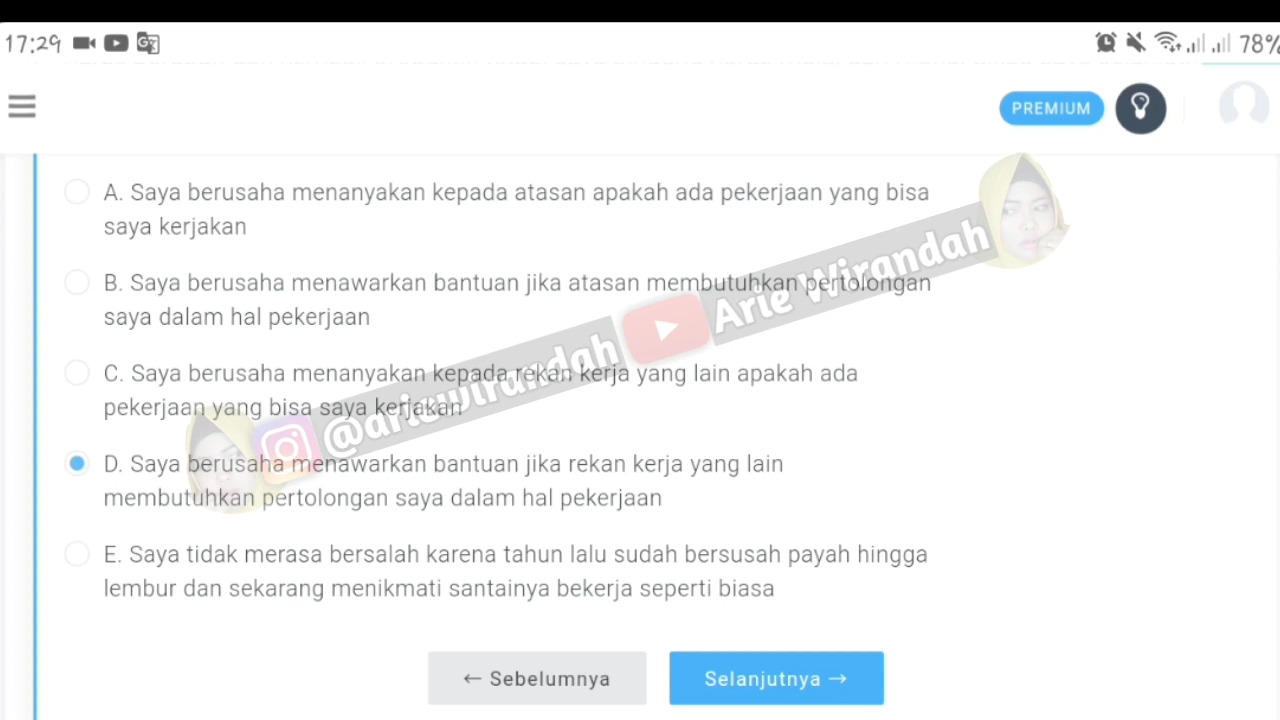 17:29
78%
PREMIUM
A. Saya berusaha menanyakan kepada atasan apakah ada pekerjaan yang bisa
saya kerjakan
B. Saya berusaha menawarkan bantuan jika atasan membutuhkan pertolongan
saya dalam hal pekerjaan
C. Saya berusaha menanyakan kepada rekan kerja yang lain apakah ada
pekerjaan yang bisa saya kerjakan
D. Saya berusaha menawarkan bantuan jika rekan kerja yang lain
membutuhkan pertolongan saya dalam hal pekerjaan
E. Saya tidak merasa bersalah karena tahun lalu sudah bersusah payah hingga
lembur dan sekarang menikmati santainya bekerja seperti biasa
@ariewirandah Arie Wirandah
← Sebelumnya
Selanjutnya →